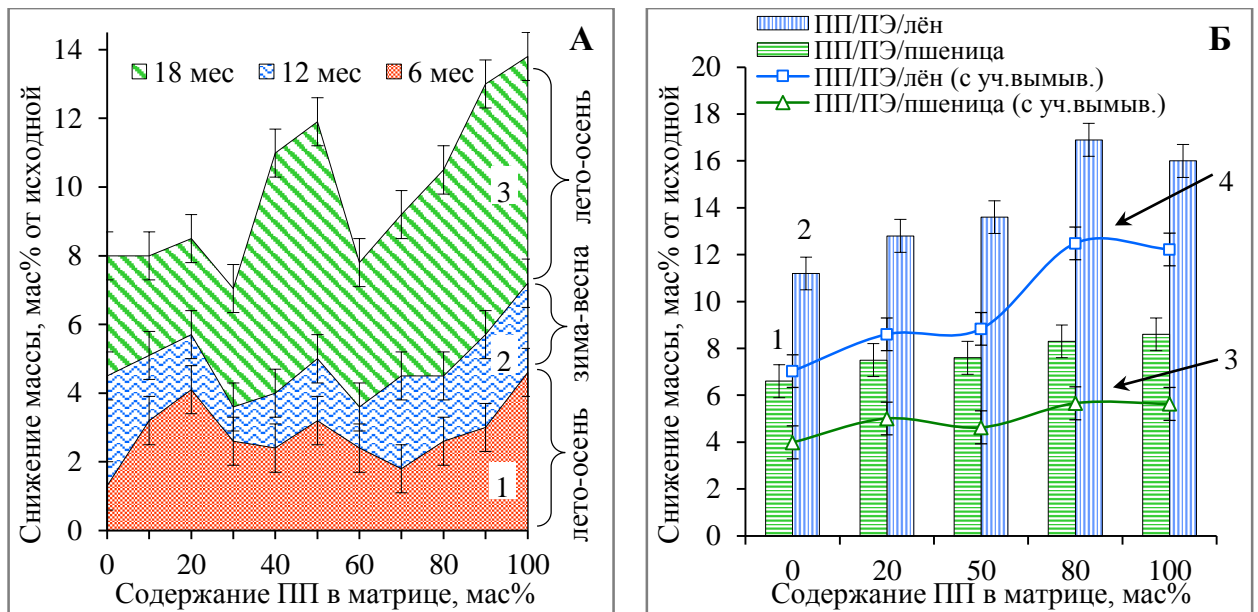 А
18 мес 12 мес 6 мес
Снижение массы, мас% от исходной
14
12
10
8
6
4
2
0
3
2
1
лето-осень
зима-весна
лето-осень
0 20 40 60 80 100
Содержание ПП в матрице, мас%
Б
ПП/ПЭ/лён
ПП/ПЭ/пшеница
ПП/ПЭ/лён (с уч.вымыв.)
ПП/ПЭ/пшеница (с уч.вымыв.)
Снижение массы, мас% от исходной
20
18
16
14
12
10
8
6
4
2
0
1
2
4
3
0 20 50 80 100
Содержание ПП в матрице, мас%